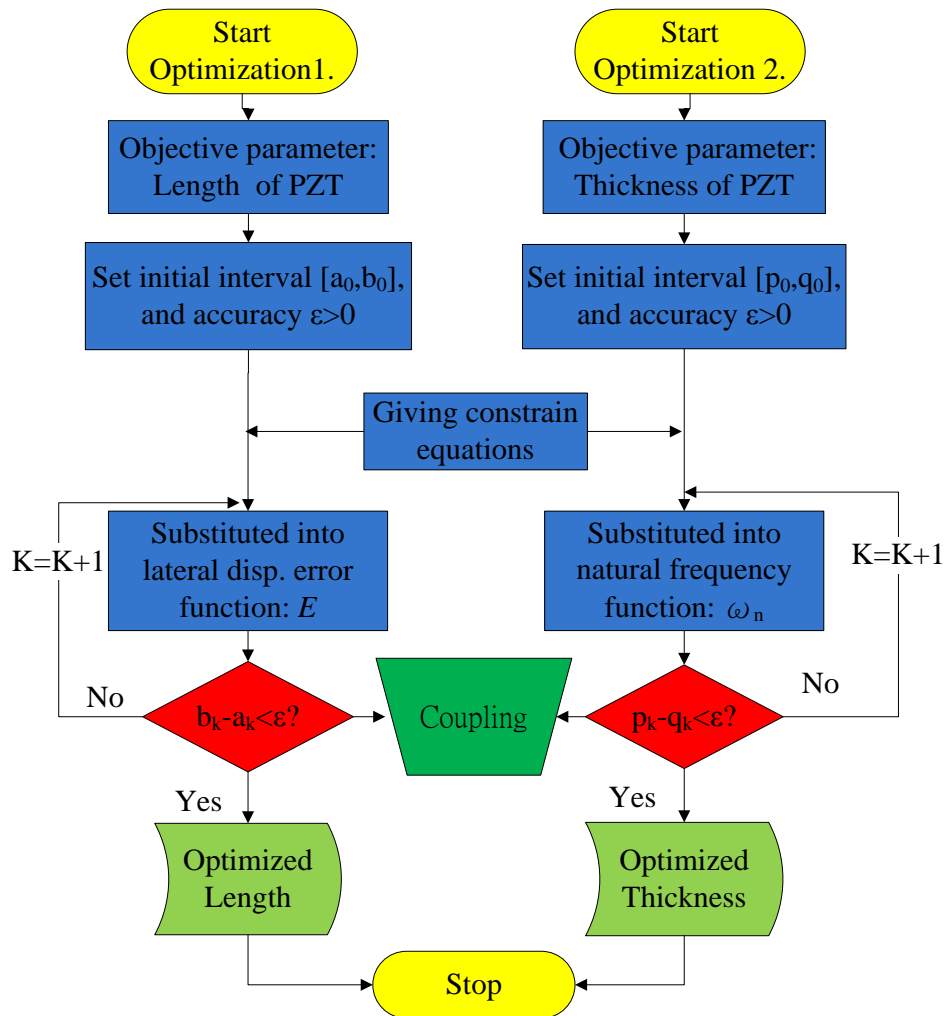 Start
Optimization1.
Start
Optimization 2.
Objective parameter:
Length of PZT
Objective parameter:
Thickness of PZT
Set initial interval [a₀,b₀],
and accuracy ε>0
Set initial interval [p₀,q₀],
and accuracy ε>0
Giving constrain
equations
K=K+1
Substituted into
lateral disp. error
function: E
Substituted into
natural frequency
function: ωₙ
K=K+1
No
bₖ-aₖ<ε?
Coupling
pₖ-qₖ<ε?
No
Yes
Yes
Optimized
Length
Optimized
Thickness
Stop